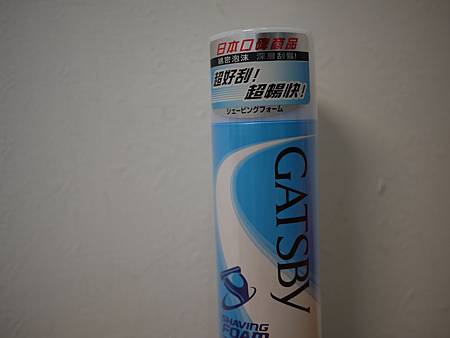 日本口碑商品
綿密泡沫 深層刮鬍!
超好刮!
超暢快!
シェービングフォーム
GATSBY
SHAVING
FOAM